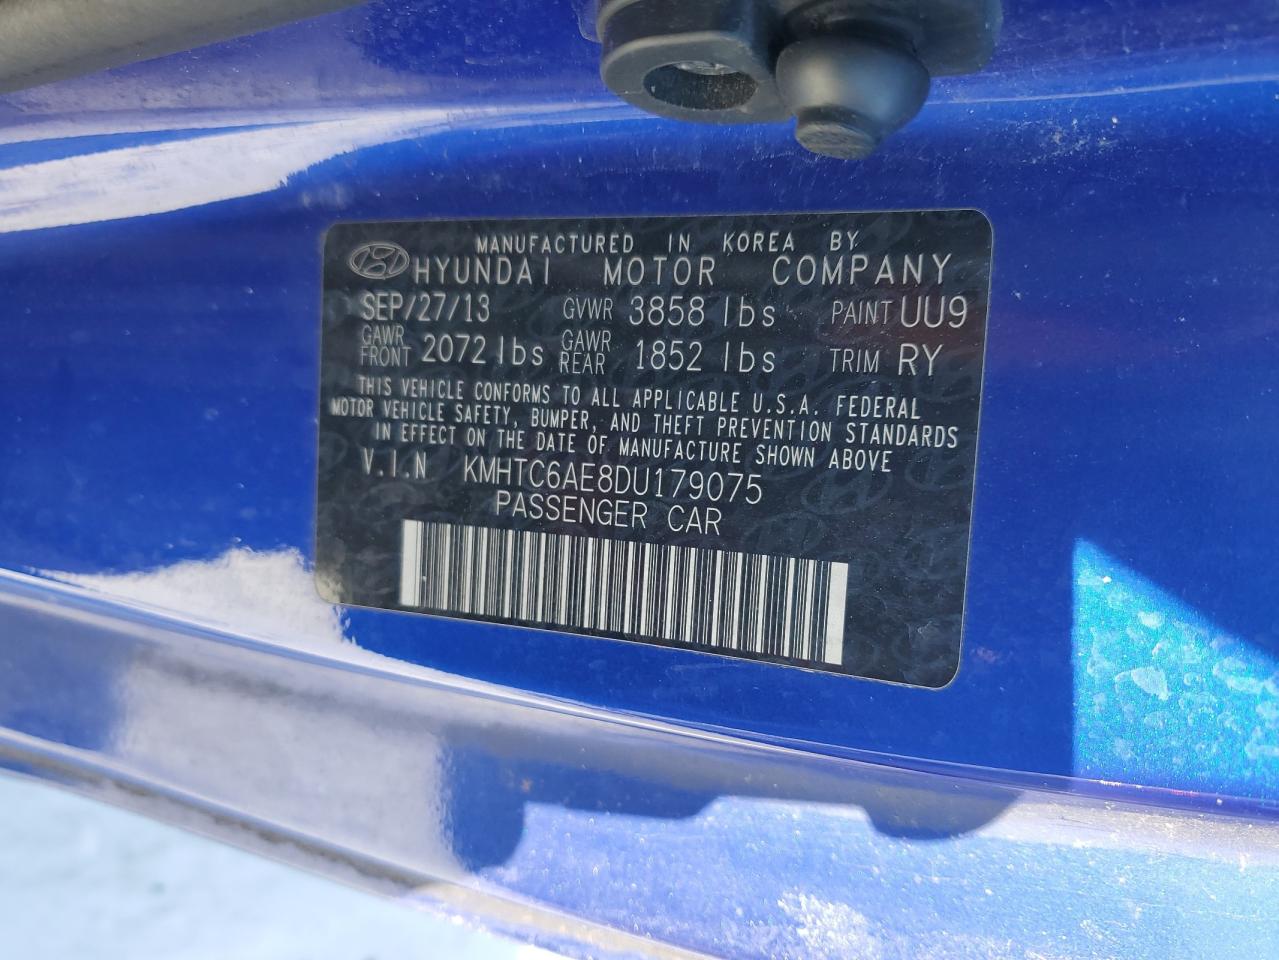 MANUFACTURED IN KOREA BY
HYUNDAI MOTOR COMPANY
SEP/27/13 GVWR 3858 lbs PAINT UU9
GAWR FRONT 2072 lbs GAWR REAR 1852 lbs TRIM RY
THIS VEHICLE CONFORMS TO ALL APPLICABLE U.S.A. FEDERAL
MOTOR VEHICLE SAFETY, BUMPER, AND THEFT PREVENTION STANDARDS
IN EFFECT ON THE DATE OF MANUFACTURE SHOWN ABOVE
V.I.N KMHTC6AE8DU179075
PASSENGER CAR